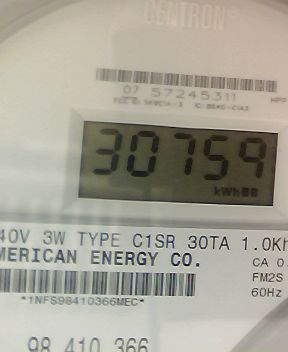 CENTRON®
07 57245311
30759
kWh
40V 3W TYPE C1SR 30TA 1.0Kh
MERICAN ENERGY CO.
CA 0.
FM2S
60Hz
*1NFS98410366MEC*
98 410 366